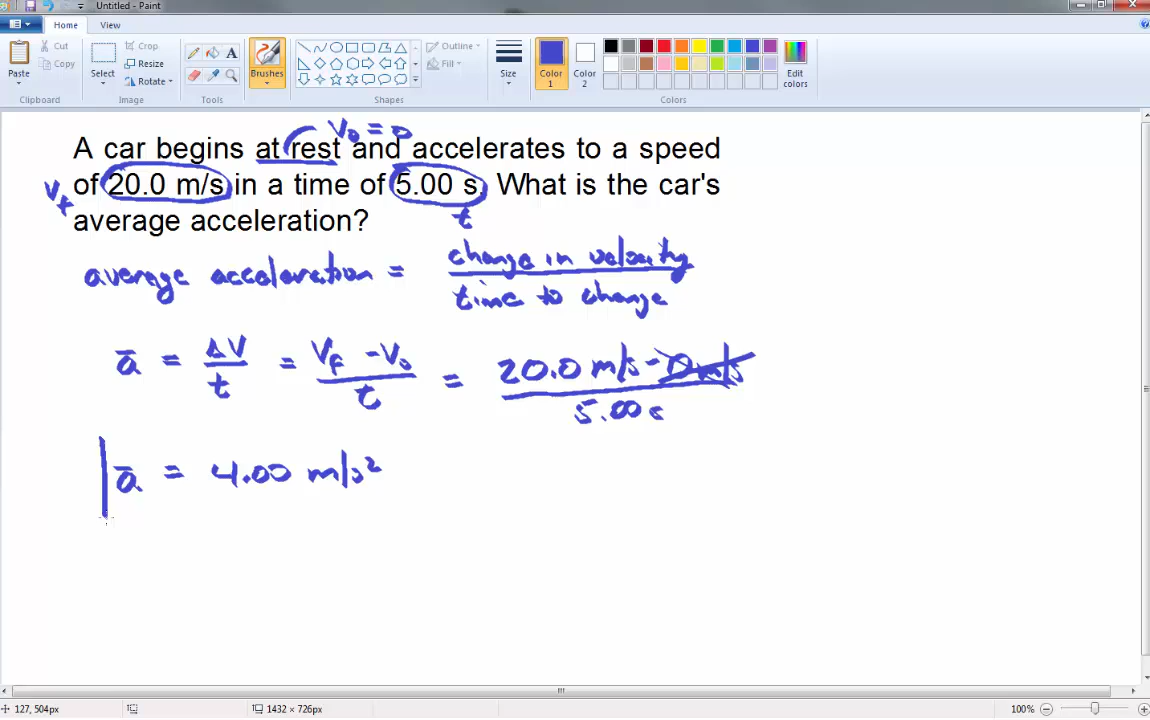 Untitled - Paint
Home View
Paste Cut Copy Clipboard
Select Crop Resize Rotate Image
A Tools
Brushes
Outline Fill Shapes
Size
Color 1 Color 2 Edit colors Colors
V₀ = 0
A car begins at rest and accelerates to a speed
Vf of 20.0 m/s in a time of 5.00 s. What is the car's
average acceleration? t
average acceleration = change in velocity / time to change
ā = ΔV / t = Vf - V₀ / t = 20.0 m/s - 0 m/s / 5.00 s
ā = 4.00 m/s²
127, 504px 1432 × 726px 100%